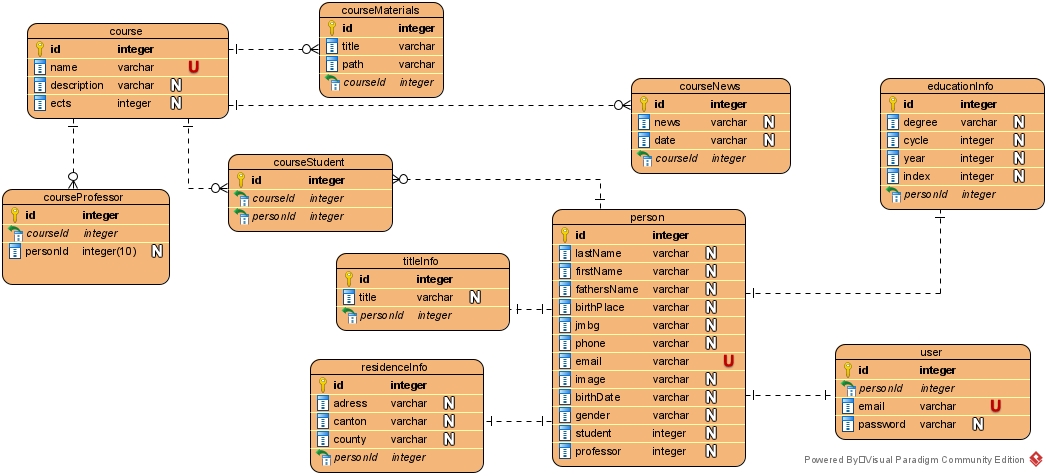 courseMaterials
id integer
title varchar
path varchar
courseId integer
course
id integer
name varchar U
description varchar N
ects integer N
courseNews
id integer
news varchar N
date varchar N
courseId integer
educationInfo
id integer
degree varchar N
cycle integer N
year integer N
index integer N
personId integer
courseStudent
id integer
courseId integer
personId integer
courseProfessor
id integer
courseId integer
personId integer(10) N
person
id integer
lastName varchar N
firstName varchar N
fathersName varchar N
birthPlace varchar N
jmbg varchar N
phone varchar N
email varchar U
image varchar N
birthDate varchar N
gender varchar N
student integer N
professor integer N
titleInfo
id integer
title varchar N
personId integer
residenceInfo
id integer
adress varchar N
canton varchar N
county varchar N
personId integer
user
id integer
personId integer
email varchar U
password varchar N
Powered By Visual Paradigm Community Edition